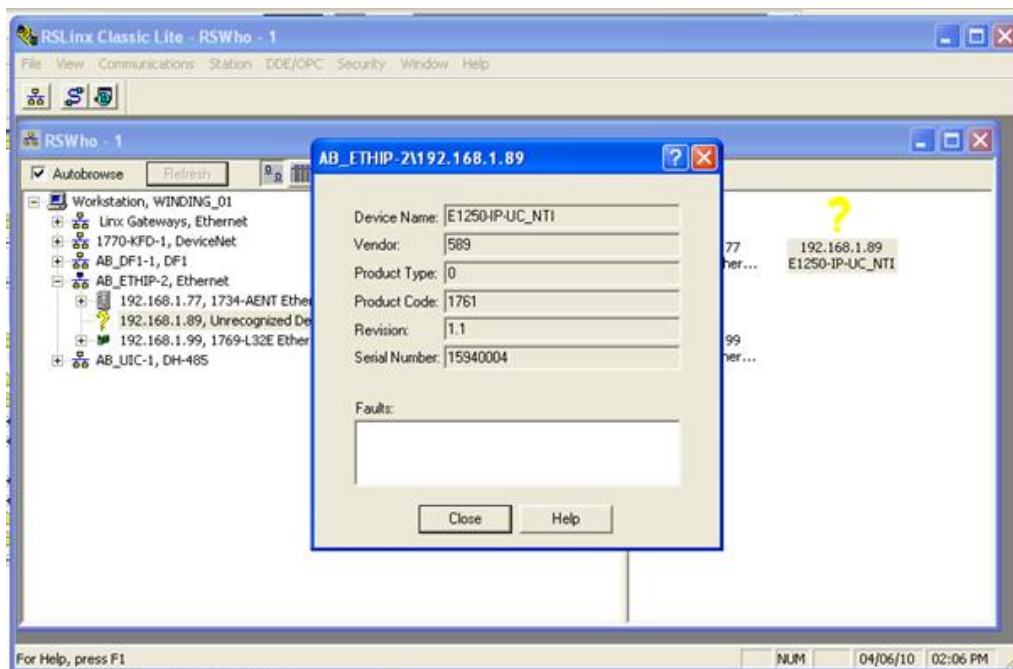 RSLinx Classic Lite - RSWho - 1
File View Communications Station DDE/OPC Security Window Help
RSWho - 1
Autobrowse Refresh
Workstation, WINDING_01
Linx Gateways, Ethernet
1770-KFD-1, DeviceNet
AB_DF1-1, DF1
AB_ETHIP-2, Ethernet
192.168.1.77, 1734-AENT Ether
192.168.1.89, Unrecognized De
192.168.1.99, 1769-L32E Ether
AB_UIC-1, DH-485
AB_ETHIP-2\192.168.1.89
Device Name: E1250-IP-UC_NTI
Vendor: 589
Product Type: 0
Product Code: 1761
Revision: 1.1
Serial Number: 15940004
Faults:
Close Help
77
her...
192.168.1.89
E1250-IP-UC_NTI
99
her...
For Help, press F1 NUM 04/06/10 02:06 PM